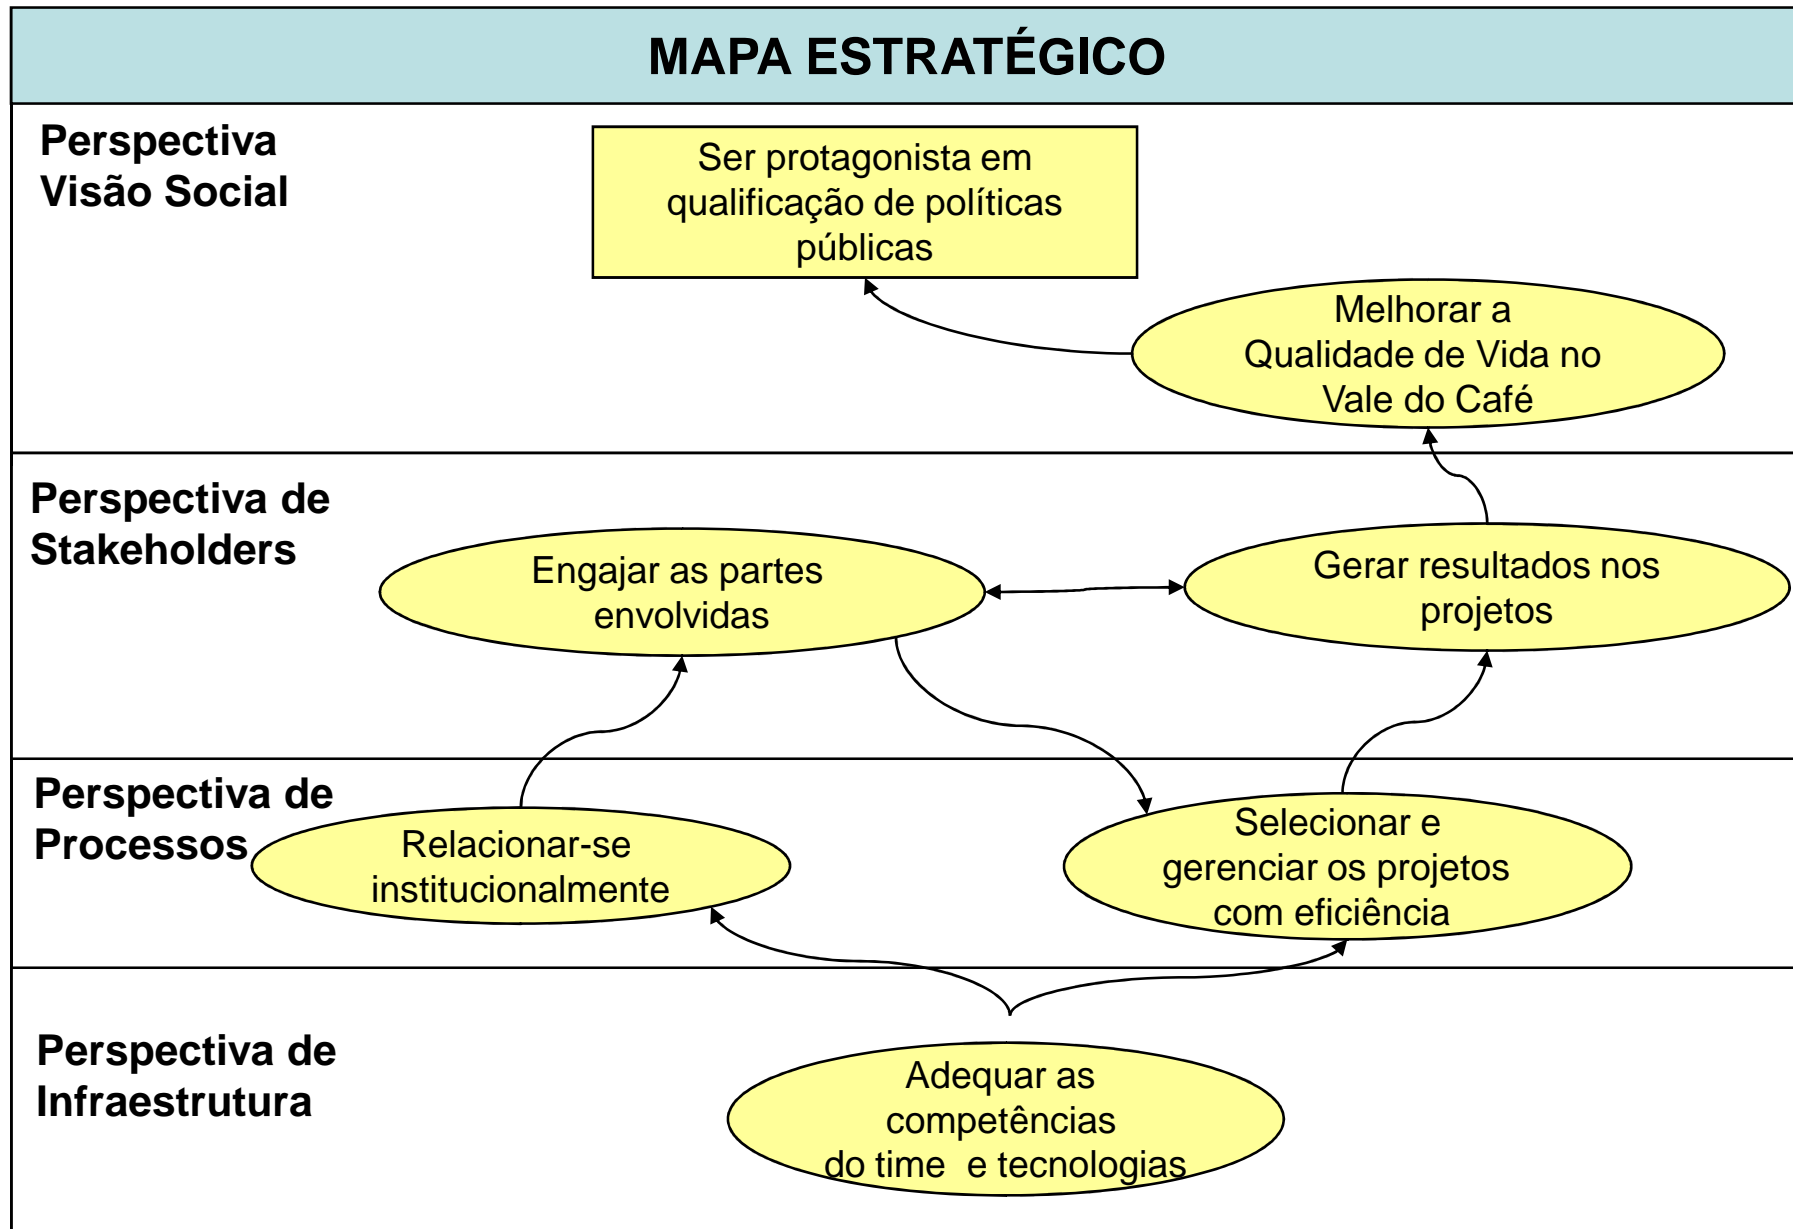 MAPA ESTRATÉGICO
Perspectiva
Visão Social
Ser protagonista em
qualificação de políticas
públicas
Melhorar a
Qualidade de Vida no
Vale do Café
Perspectiva de
Stakeholders
Engajar as partes
envolvidas
Gerar resultados nos
projetos
Perspectiva de
Processos
Relacionar-se
institucionalmente
Selecionar e
gerenciar os projetos
com eficiência
Perspectiva de
Infraestrutura
Adequar as
competências
do time e tecnologias